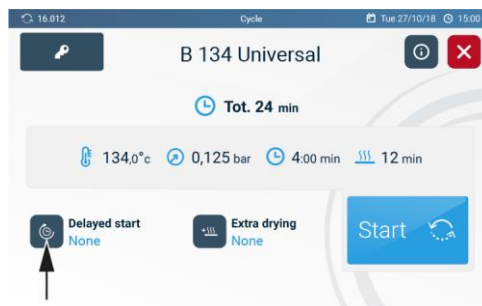 16.012 Cycle Tue 27/10/18 15:00
B 134 Universal
Tot. 24 min
134,0°c 0,125 bar 4:00 min 12 min
Delayed start
None
Extra drying
None
Start